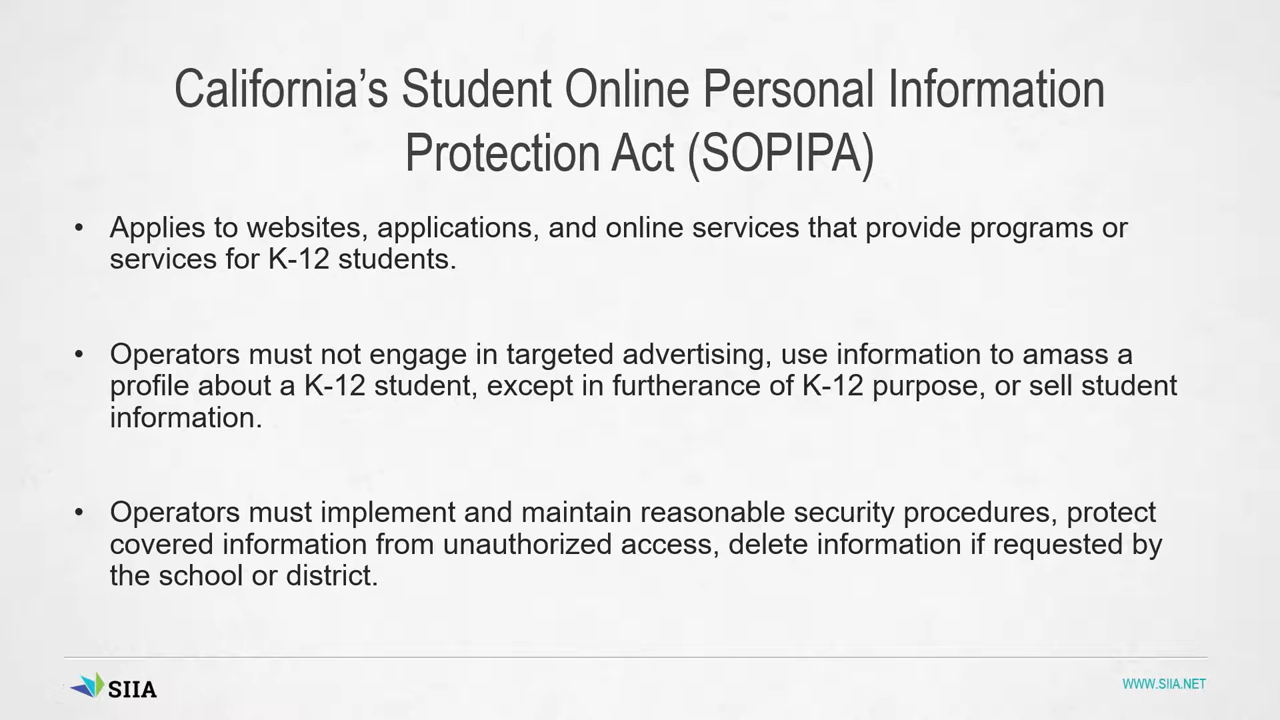 California’s Student Online Personal Information
Protection Act (SOPIPA)
• Applies to websites, applications, and online services that provide programs or
services for K-12 students.
• Operators must not engage in targeted advertising, use information to amass a
profile about a K-12 student, except in furtherance of K-12 purpose, or sell student
information.
• Operators must implement and maintain reasonable security procedures, protect
covered information from unauthorized access, delete information if requested by
the school or district.
SIIA
WWW.SIIA.NET